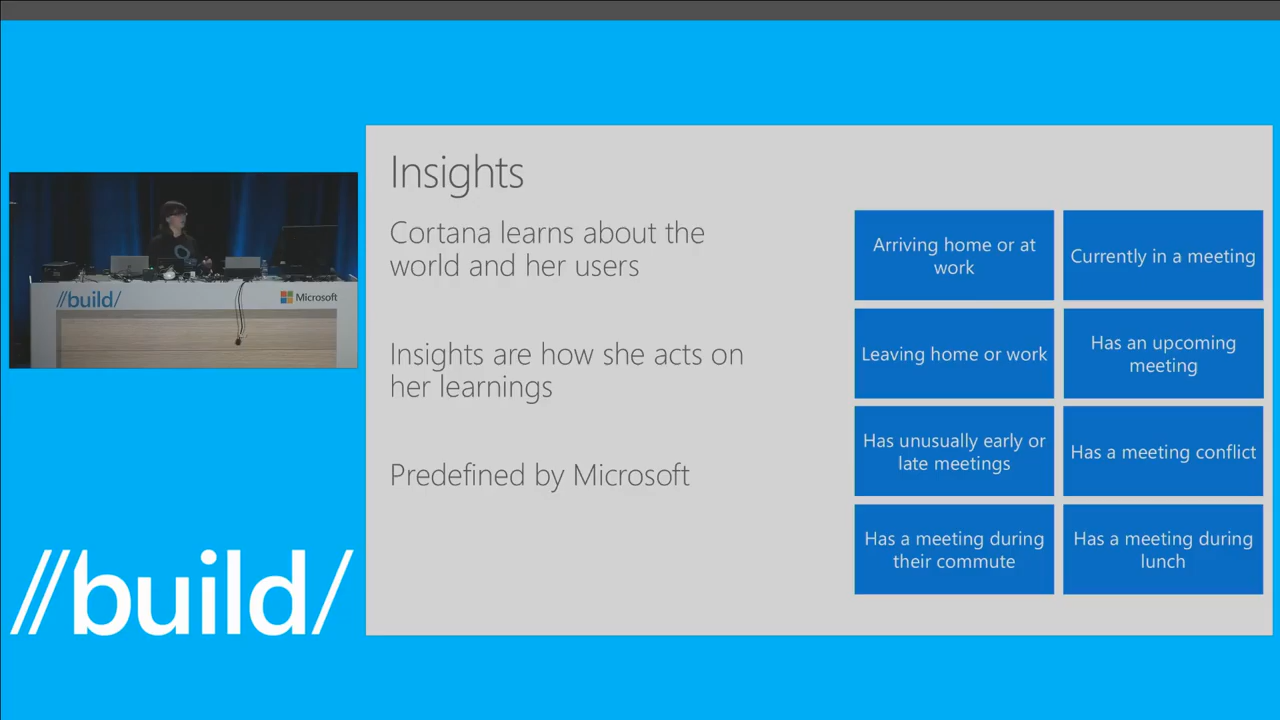 Insights
Cortana learns about the
world and her users
Insights are how she acts on
her learnings
Predefined by Microsoft
Arriving home or at
work
Currently in a meeting
Leaving home or work
Has an upcoming
meeting
Has unusually early or
late meetings
Has a meeting conflict
Has a meeting during
their commute
Has a meeting during
lunch
//build/
Microsoft
//build/